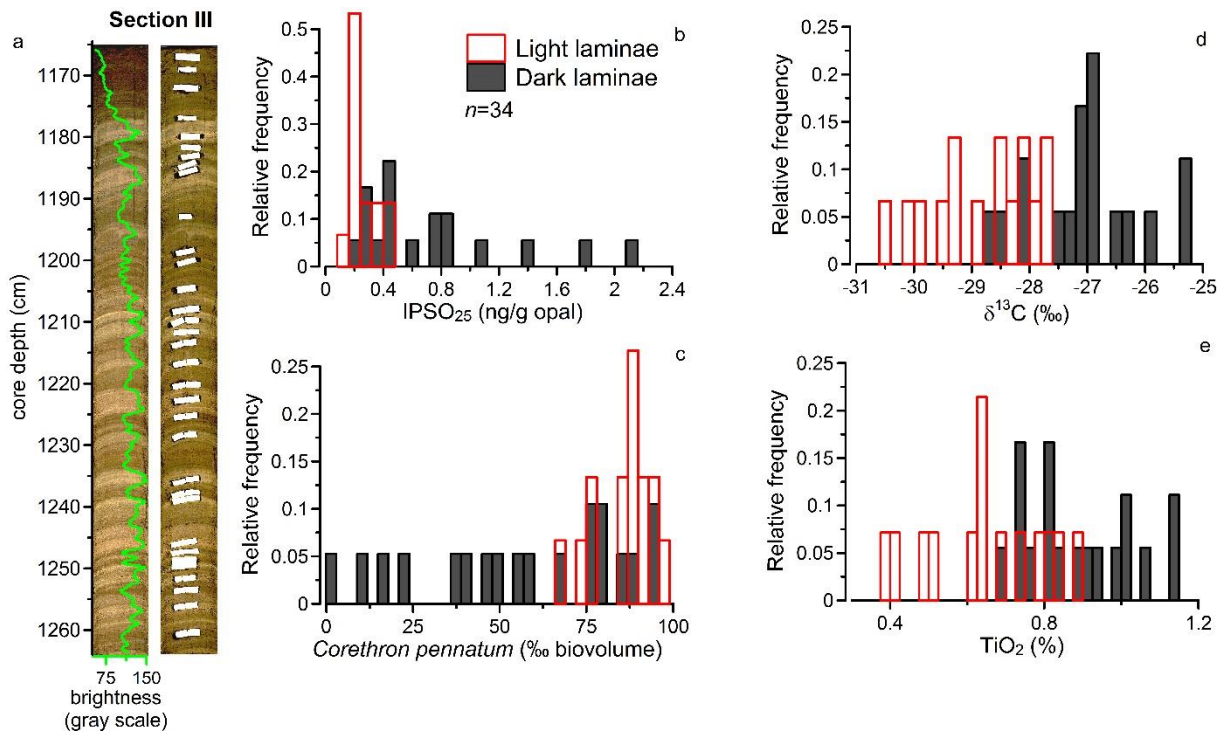 Section III
a
core depth (cm)
1170
1180
1190
1200
1210
1220
1230
1240
1250
1260
75 150
brightness
(gray scale)
b
Light laminae
Dark laminae
n=34
Relative frequency
0.5
0.4
0.3
0.2
0.1
0
0 0.4 0.8 1.2 1.6 2.0 2.4
IPSO25 (ng/g opal)
c
Relative frequency
0.25
0.2
0.15
0.1
0.05
0
0 25 50 75 100
Corethron pennatum (‰ biovolume)
d
Relative frequency
0.25
0.2
0.15
0.1
0.05
0
-31 -30 -29 -28 -27 -26 -25
δ13C (‰)
e
Relative frequency
0.25
0.2
0.15
0.1
0.05
0
0.4 0.8 1.2
TiO2 (%)